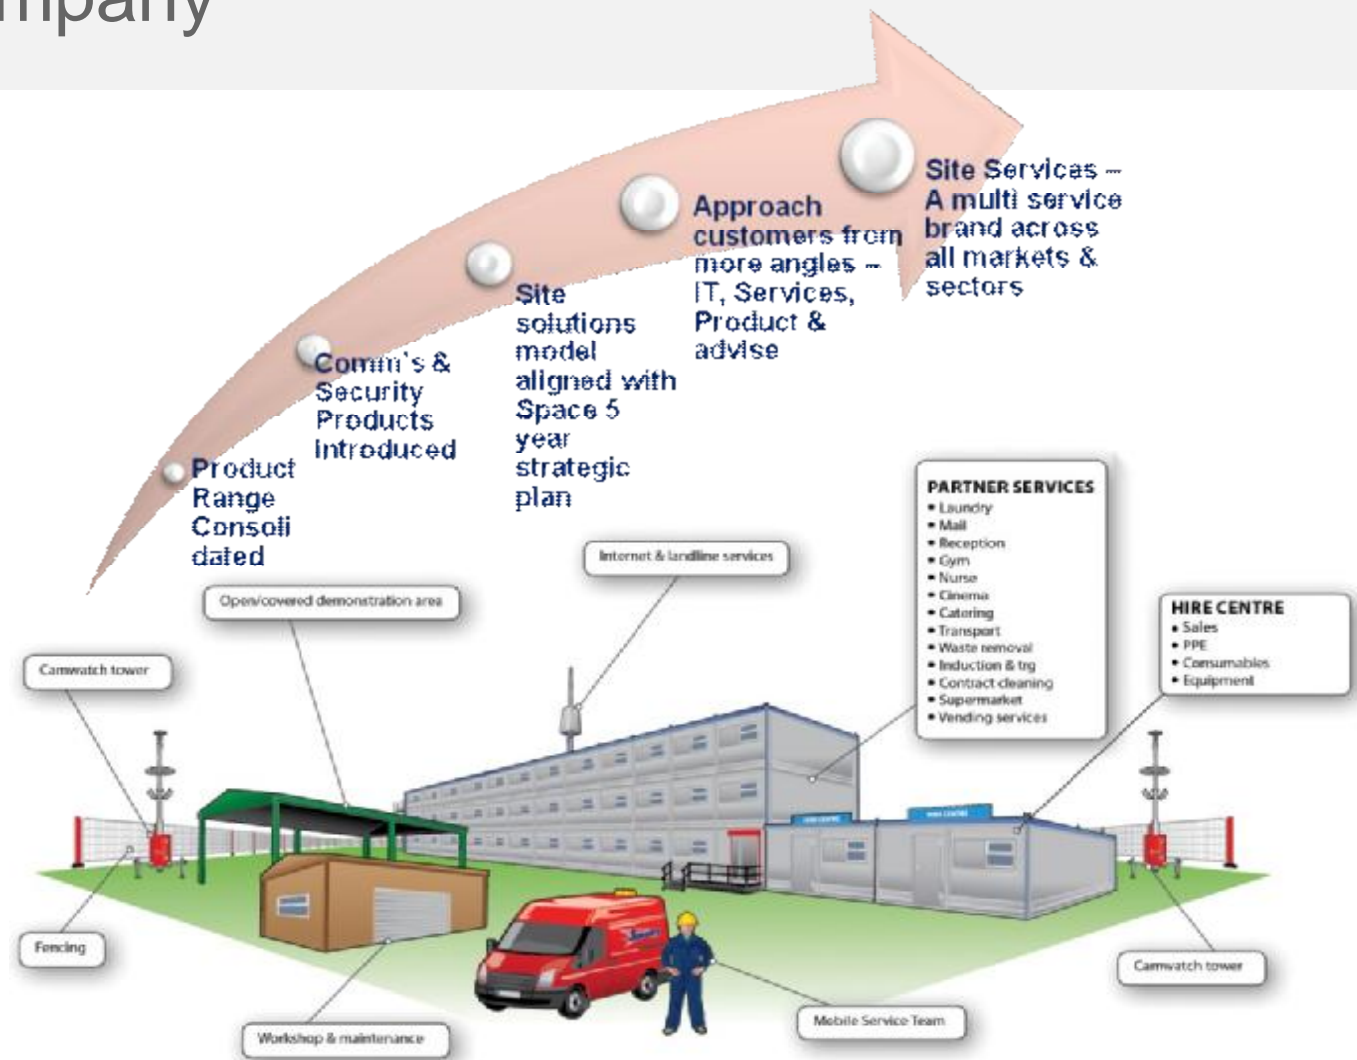 mpany
Site Services –
A multi service
brand across
all markets &
sectors
Approach
customers from
more angles –
IT, Services,
Product &
advise
Site
solutions
model
aligned with
Space 5
year
strategic
plan
Comm's &
Security
Products
introduced
Product
Range
Consoli
dated
PARTNER SERVICES
• Laundry
• Mail
• Reception
• Gym
• Nurse
• Cinema
• Catering
• Transport
• Waste removal
• Induction & trg
• Contract cleaning
• Supermarket
• Vending services
HIRE CENTRE
• Sales
• PPE
• Consumables
• Equipment
Internet & landline services
Open/covered demonstration area
Camwatch tower
HIRE CENTRE
HIRE CENTRE
Fencing
Camwatch tower
Workshop & maintenance
Mobile Service Team